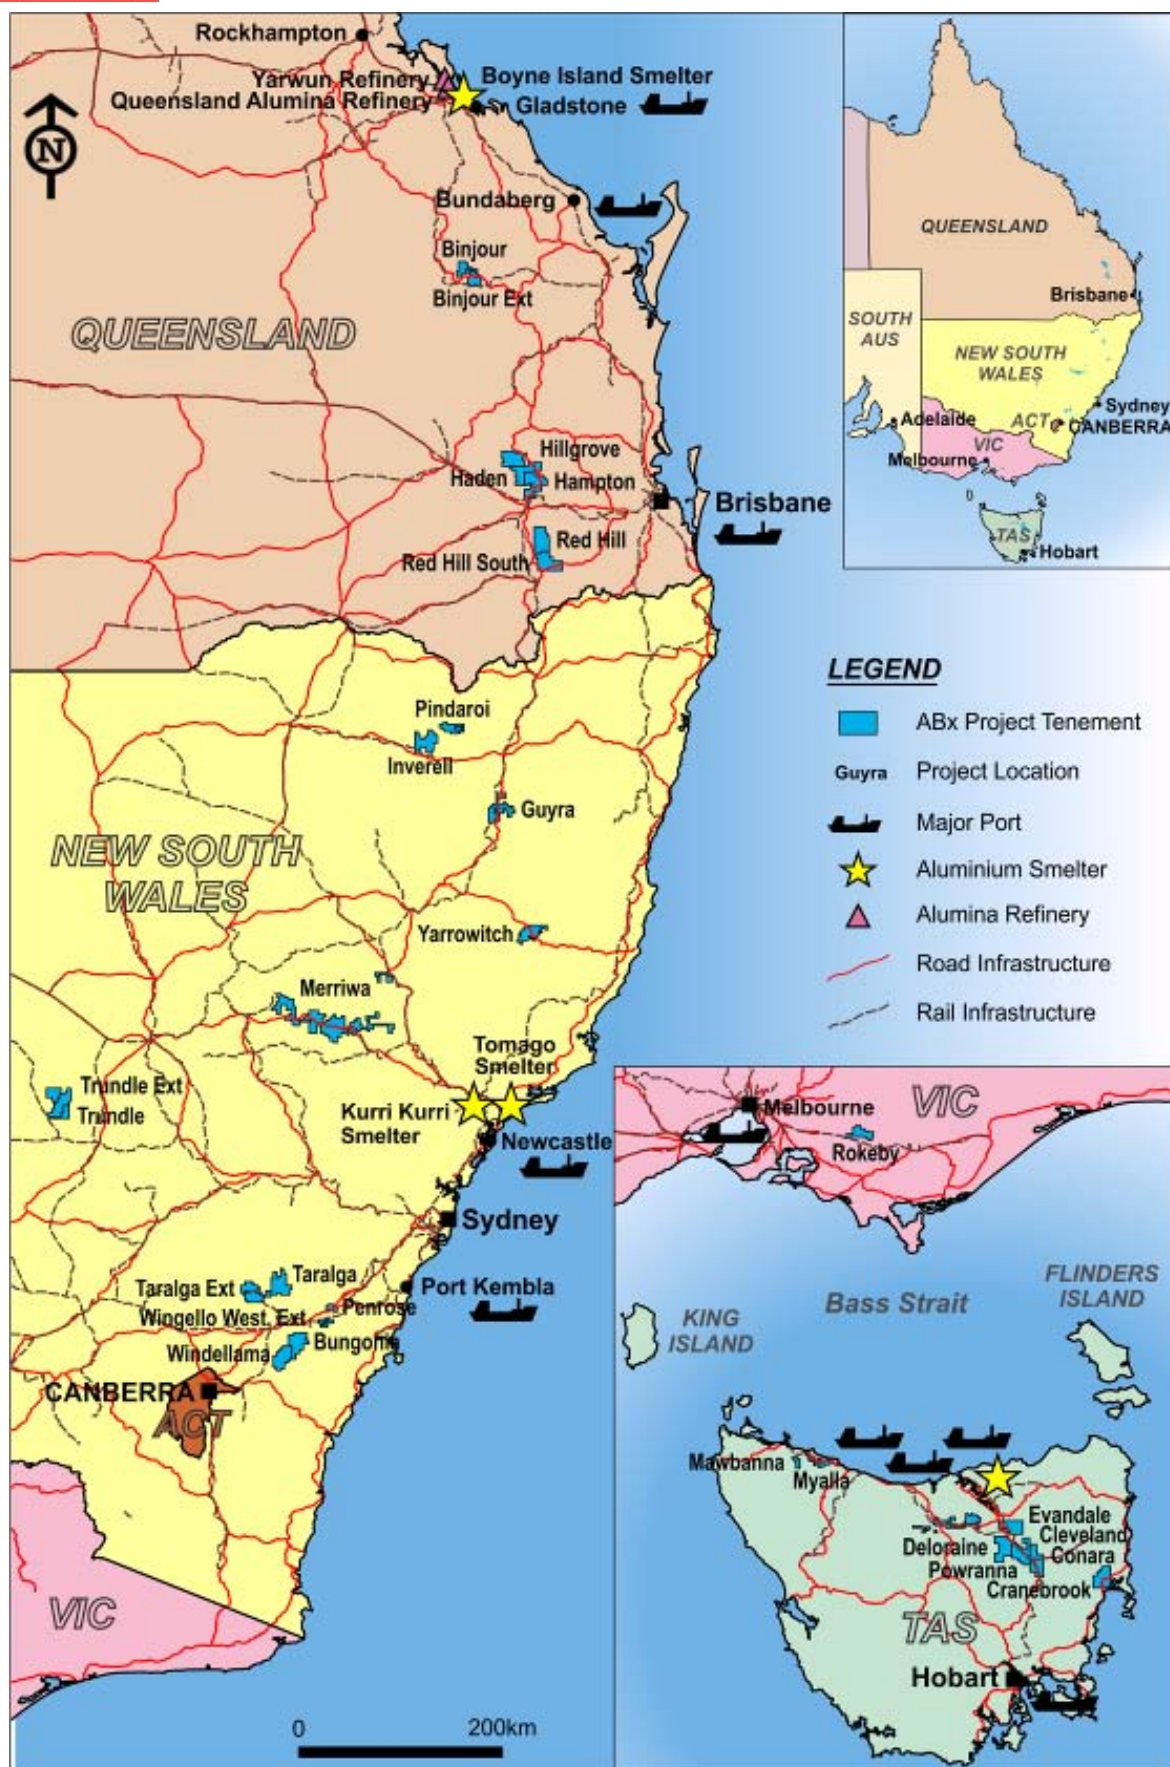 Rockhampton
Yarwun Refinery
Boyne Island Smelter
Queensland Alumina Refinery
Gladstone
N
Bundaberg
Binjour
Binjour Ext
QUEENSLAND
Hillgrove
Haden
Hampton
Brisbane
Red Hill
Red Hill South
Pindaroi
Inverell
Guyra
NEW SOUTH
WALES
Yarrowitch
Merriwa
Tomago
Smelter
Trundle Ext
Trundle
Kurri Kurri
Smelter
Newcastle
Sydney
Taralga Ext
Taralga
Port Kembla
Wingello West. Ext
Penrose
Bungonia
Windellama
CANBERRA
ACT
VIC
0
200km
QUEENSLAND
Brisbane
SOUTH
AUS
NEW SOUTH
WALES
Sydney
Adelaide
ACT
CANBERRA
VIC
Melbourne
TAS
Hobart
LEGEND
ABx Project Tenement
Guyra Project Location
Major Port
Aluminium Smelter
Alumina Refinery
Road Infrastructure
Rail Infrastructure
Melbourne
VIC
Rokeby
KING
ISLAND
Bass Strait
FLINDERS
ISLAND
Mawbanna
Myalla
Evandale
Cleveland
Deloraine
Conara
Powranna
Cranebrook
TAS
Hobart